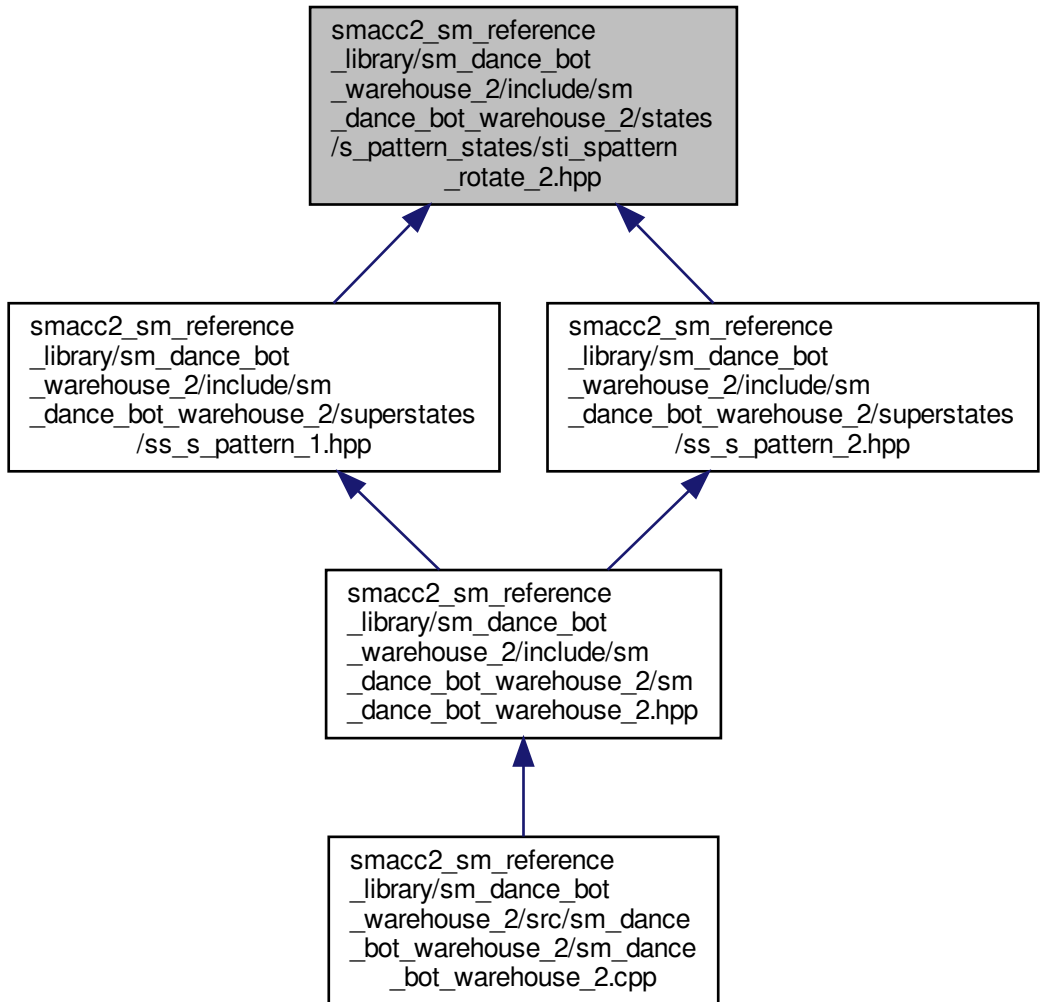 smacc2_sm_reference
_library/sm_dance_bot
_warehouse_2/include/sm
_dance_bot_warehouse_2/states
/s_pattern_states/sti_spattern
_rotate_2.hpp
smacc2_sm_reference
_library/sm_dance_bot
_warehouse_2/include/sm
_dance_bot_warehouse_2/superstates
/ss_s_pattern_1.hpp
smacc2_sm_reference
_library/sm_dance_bot
_warehouse_2/include/sm
_dance_bot_warehouse_2/superstates
/ss_s_pattern_2.hpp
smacc2_sm_reference
_library/sm_dance_bot
_warehouse_2/include/sm
_dance_bot_warehouse_2/sm
_dance_bot_warehouse_2.hpp
smacc2_sm_reference
_library/sm_dance_bot
_warehouse_2/src/sm_dance
_bot_warehouse_2/sm_dance
_bot_warehouse_2.cpp